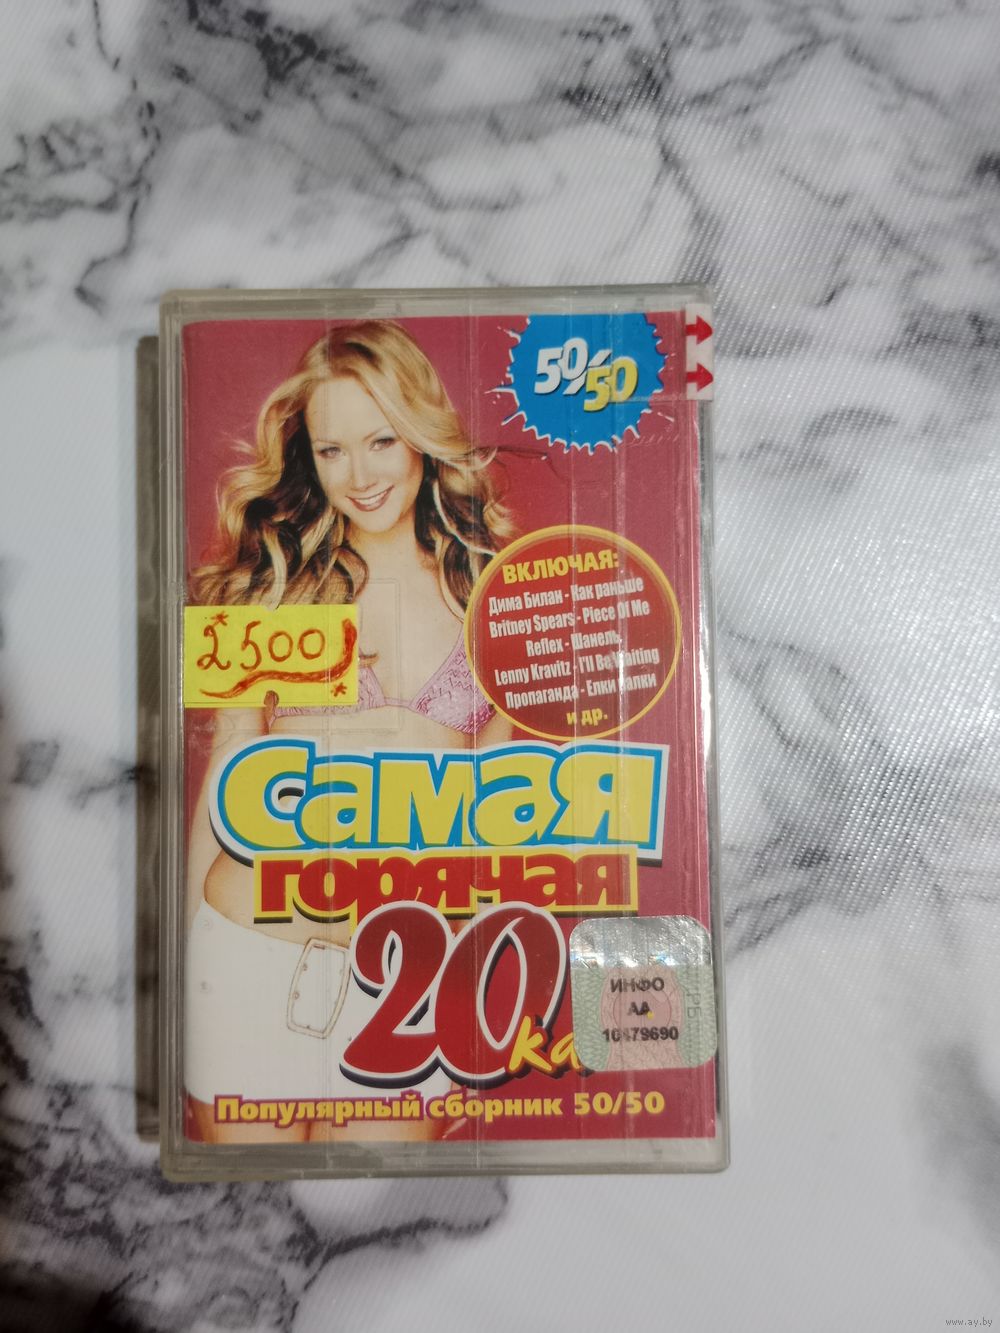 50/50
ВКЛЮЧАЯ:
Дима Билан - Как раньше
Britney Spears - Piece Of Me
Reflex - Шанель,
Lenny Kravitz - I'll Be Waiting
Пропаганда - Елки палки
и др.
2500
Самая
горячая
20ка
ИНФО
АА
10479690
Популярный сборник 50/50
www.ay.by